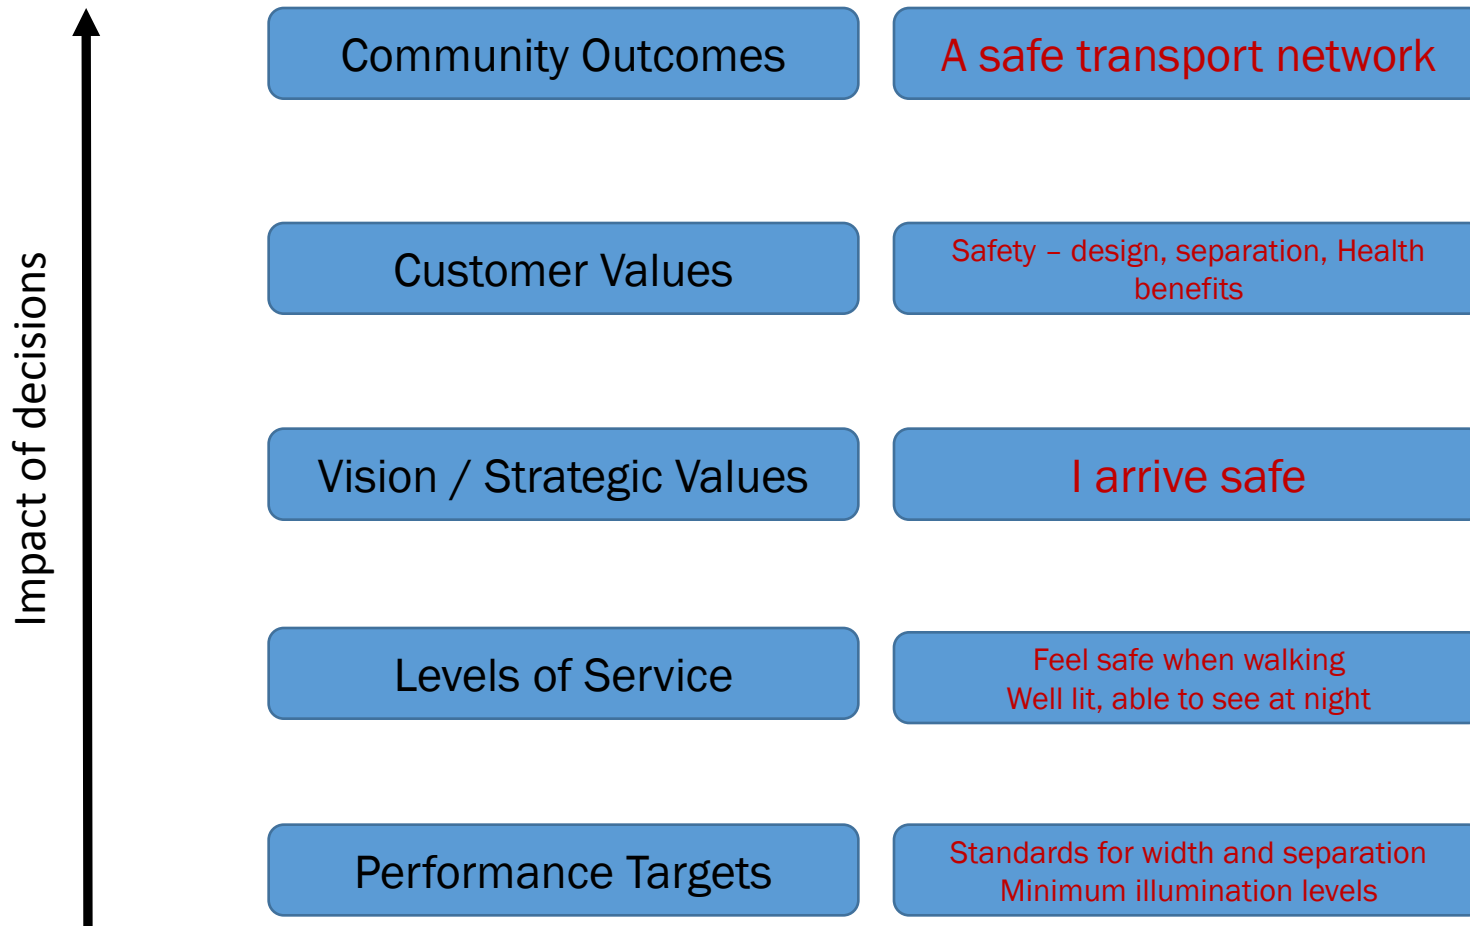 Community Outcomes
A safe transport network
Customer Values
Safety – design, separation, Health
benefits
Impact of decisions
Vision / Strategic Values
I arrive safe
Levels of Service
Feel safe when walking
Well lit, able to see at night
Performance Targets
Standards for width and separation
Minimum illumination levels